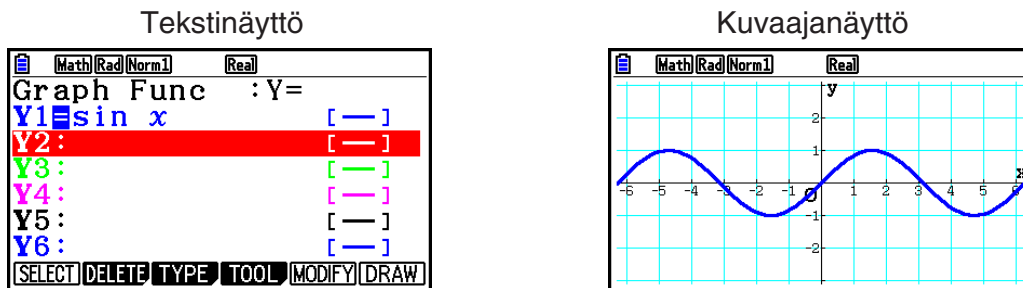 Tekstinäyttö
Math Rad Norm1 Real
Graph Func :Y=
Y1=sin x [—]
Y2: [—]
Y3: [—]
Y4: [—]
Y5: [—]
Y6: [—]
SELECT DELETE TYPE TOOL MODIFY DRAW
Kuvaajanäyttö
Math Rad Norm1 Real
y
2
1
x
-6 -5 -4 -3 -2 -1 O 1 2 3 4 5 6
-1
-2